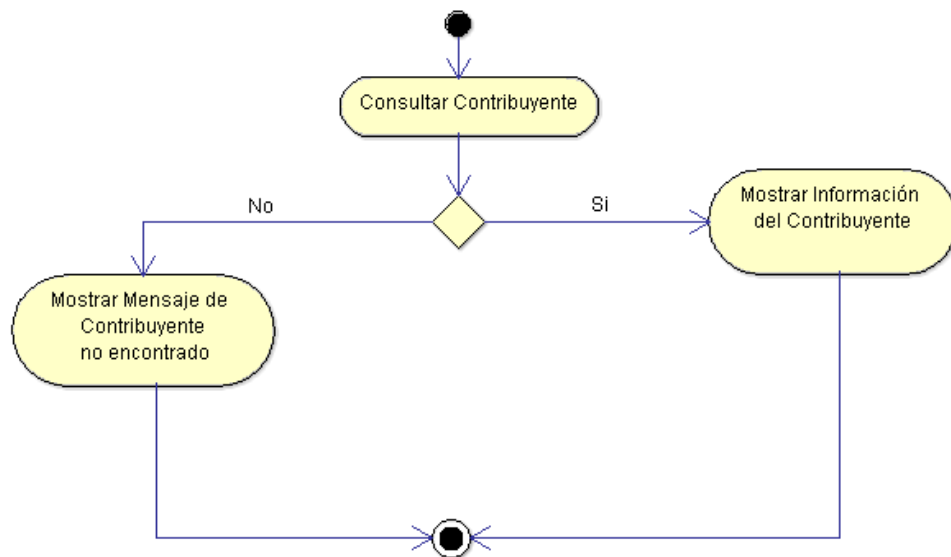 Consultar Contribuyente
No
Si
Mostrar Información
del Contribuyente
Mostrar Mensaje de
Contribuyente
no encontrado